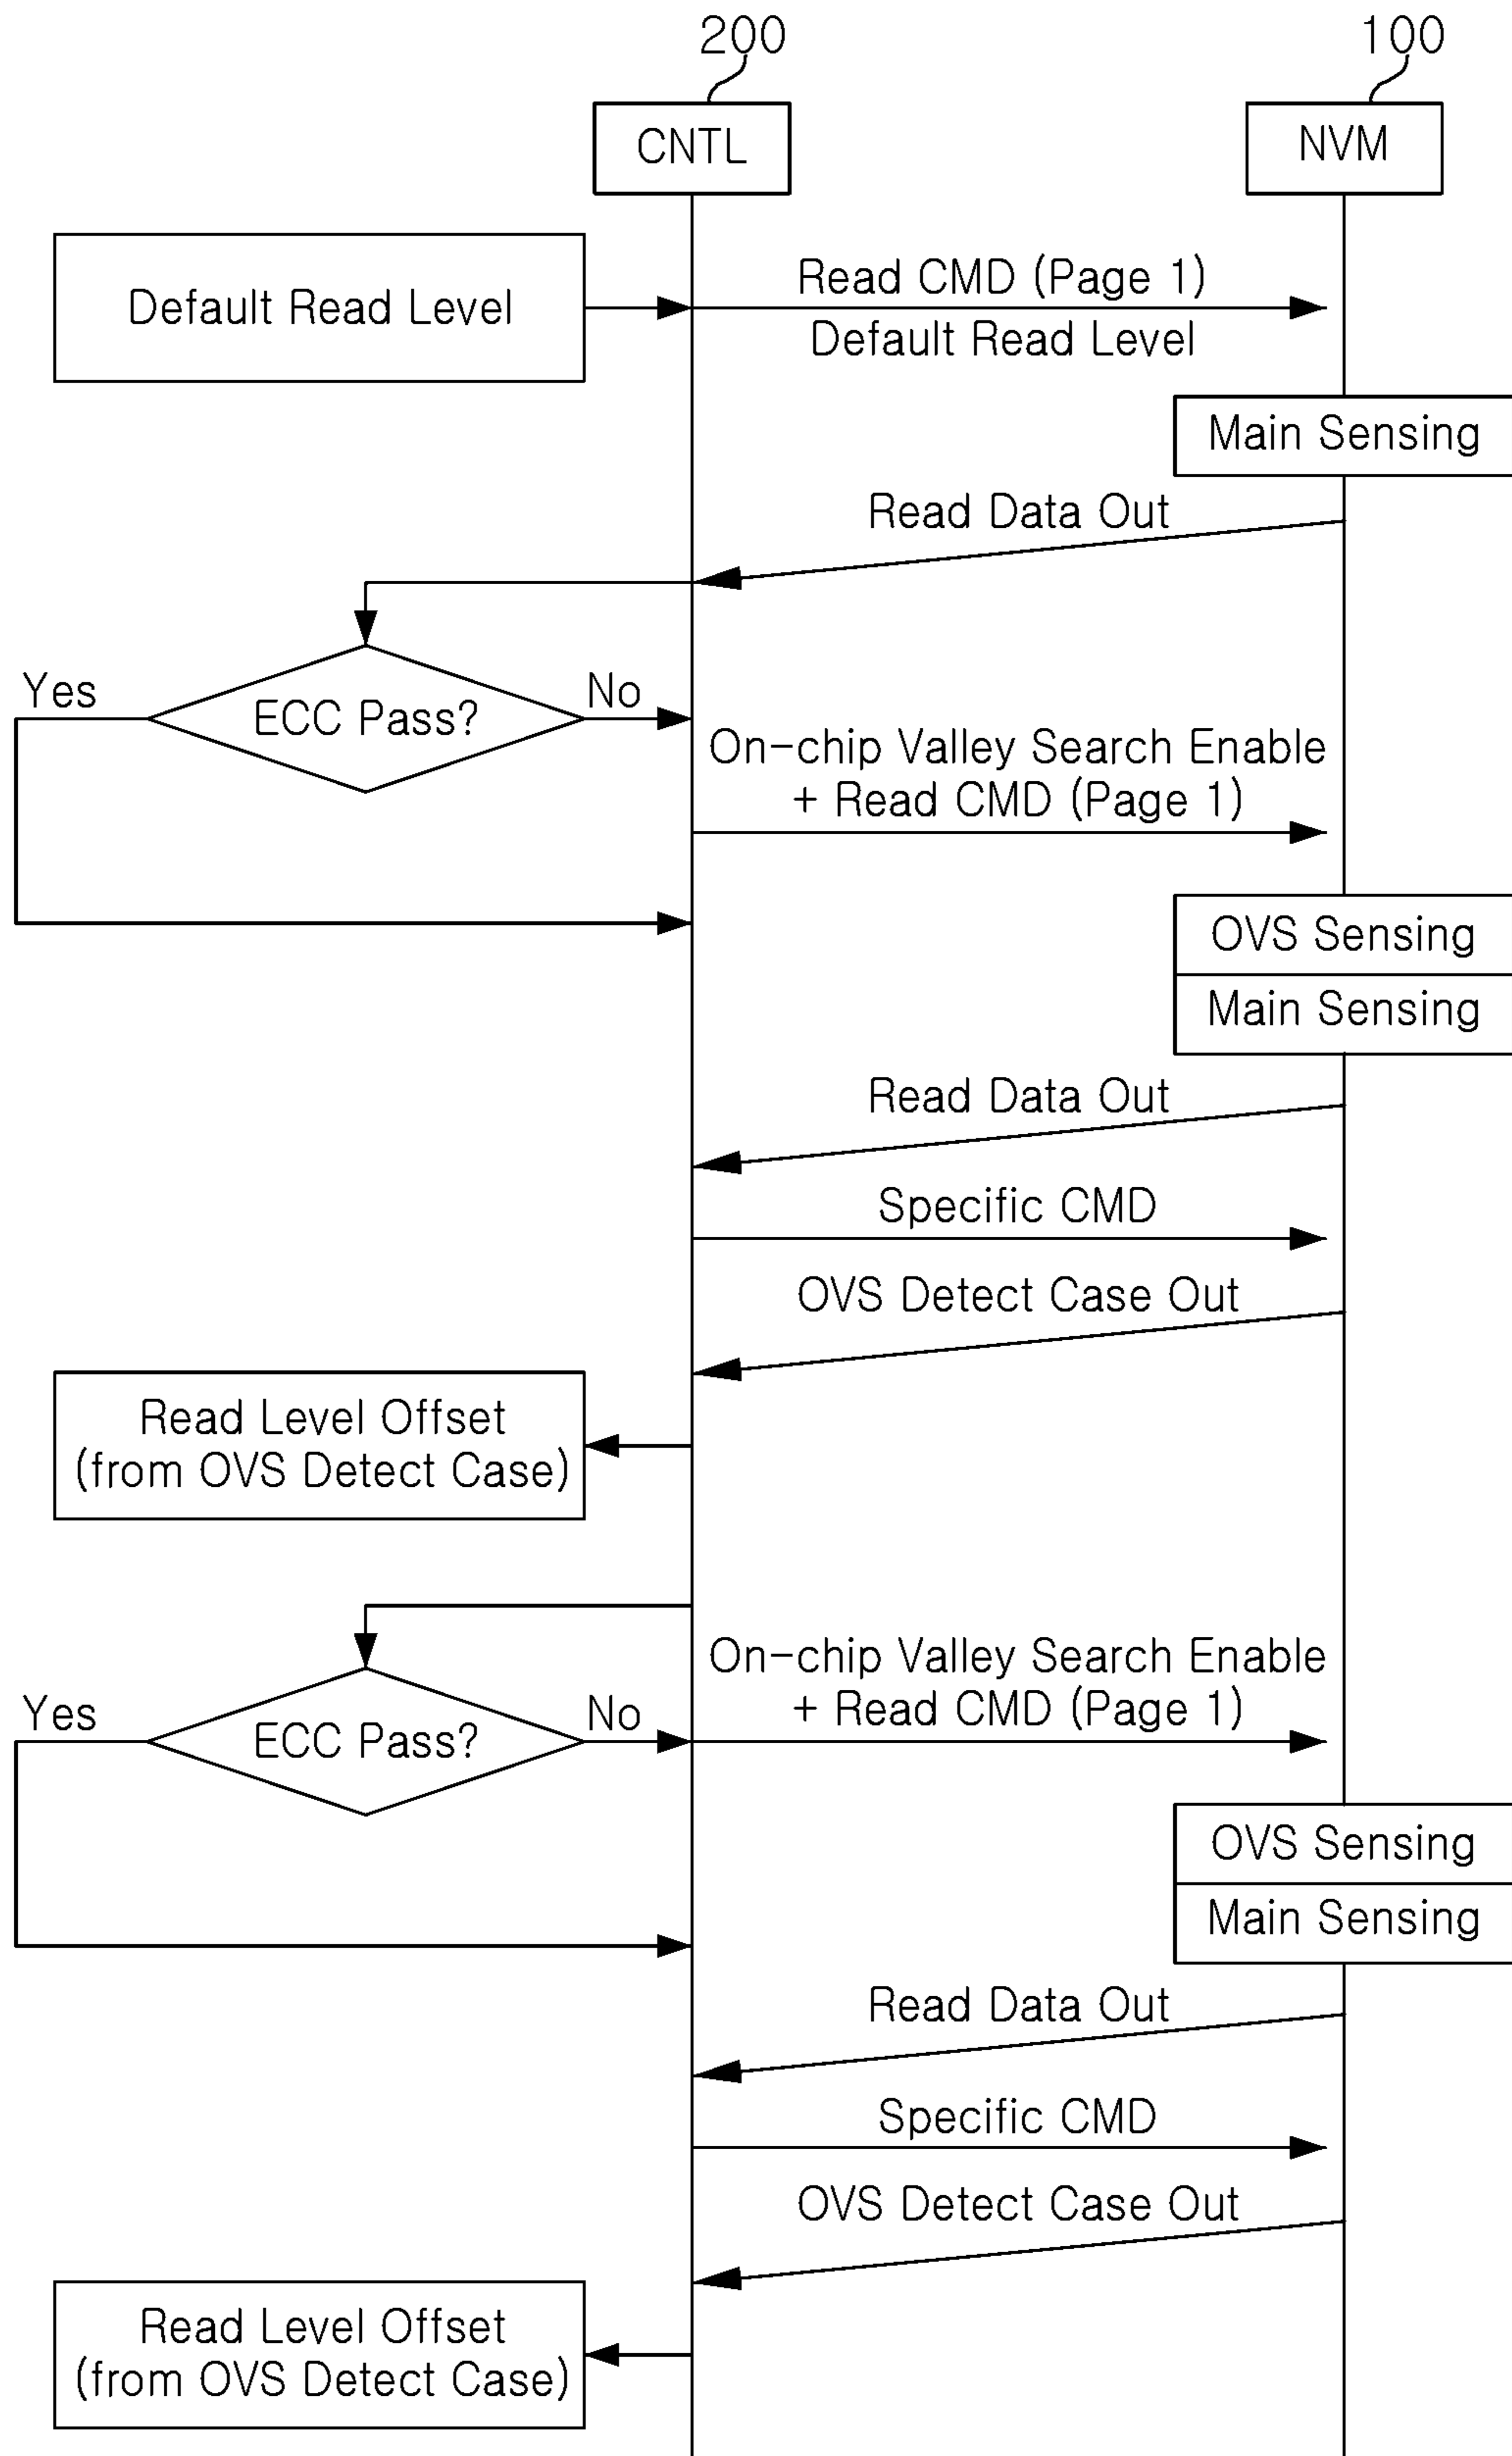 200
100
CNTL
NVM
Default Read Level
Read CMD (Page 1)
Default Read Level
Main Sensing
Read Data Out
Yes
ECC Pass?
No
On-chip Valley Search Enable
+ Read CMD (Page 1)
OVS Sensing
Main Sensing
Read Data Out
Specific CMD
OVS Detect Case Out
Read Level Offset
(from OVS Detect Case)
Yes
ECC Pass?
No
On-chip Valley Search Enable
+ Read CMD (Page 1)
OVS Sensing
Main Sensing
Read Data Out
Specific CMD
OVS Detect Case Out
Read Level Offset
(from OVS Detect Case)